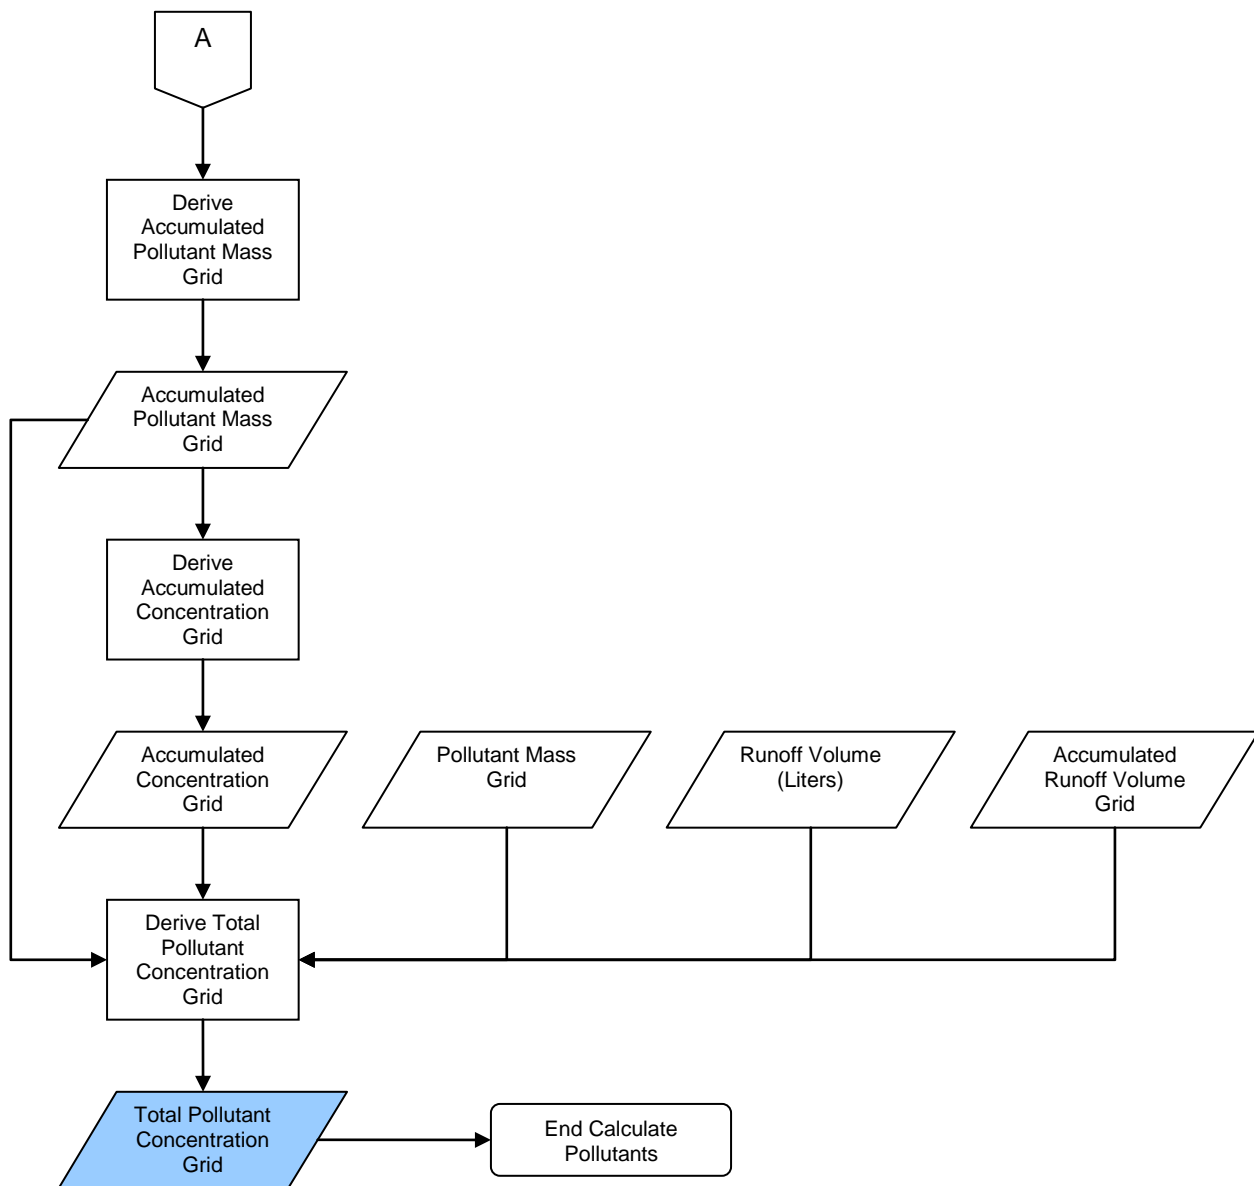 A
Derive
Accumulated
Pollutant Mass
Grid
Accumulated
Pollutant Mass
Grid
Derive
Accumulated
Concentration
Grid
Accumulated
Concentration
Grid
Pollutant Mass
Grid
Runoff Volume
(Liters)
Accumulated
Runoff Volume
Grid
Derive Total
Pollutant
Concentration
Grid
Total Pollutant
Concentration
Grid
End Calculate
Pollutants